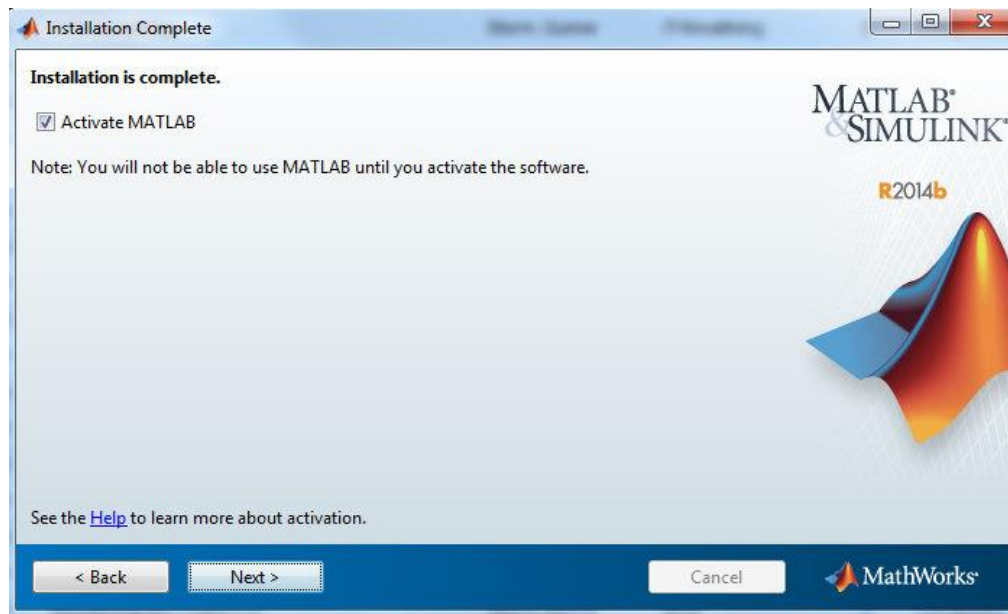 Installation Complete
Installation is complete.
Activate MATLAB
Note: You will not be able to use MATLAB until you activate the software.
MATLAB®
&SIMULINK®
R2014b
See the Help to learn more about activation.
< Back
Next >
Cancel
MathWorks®